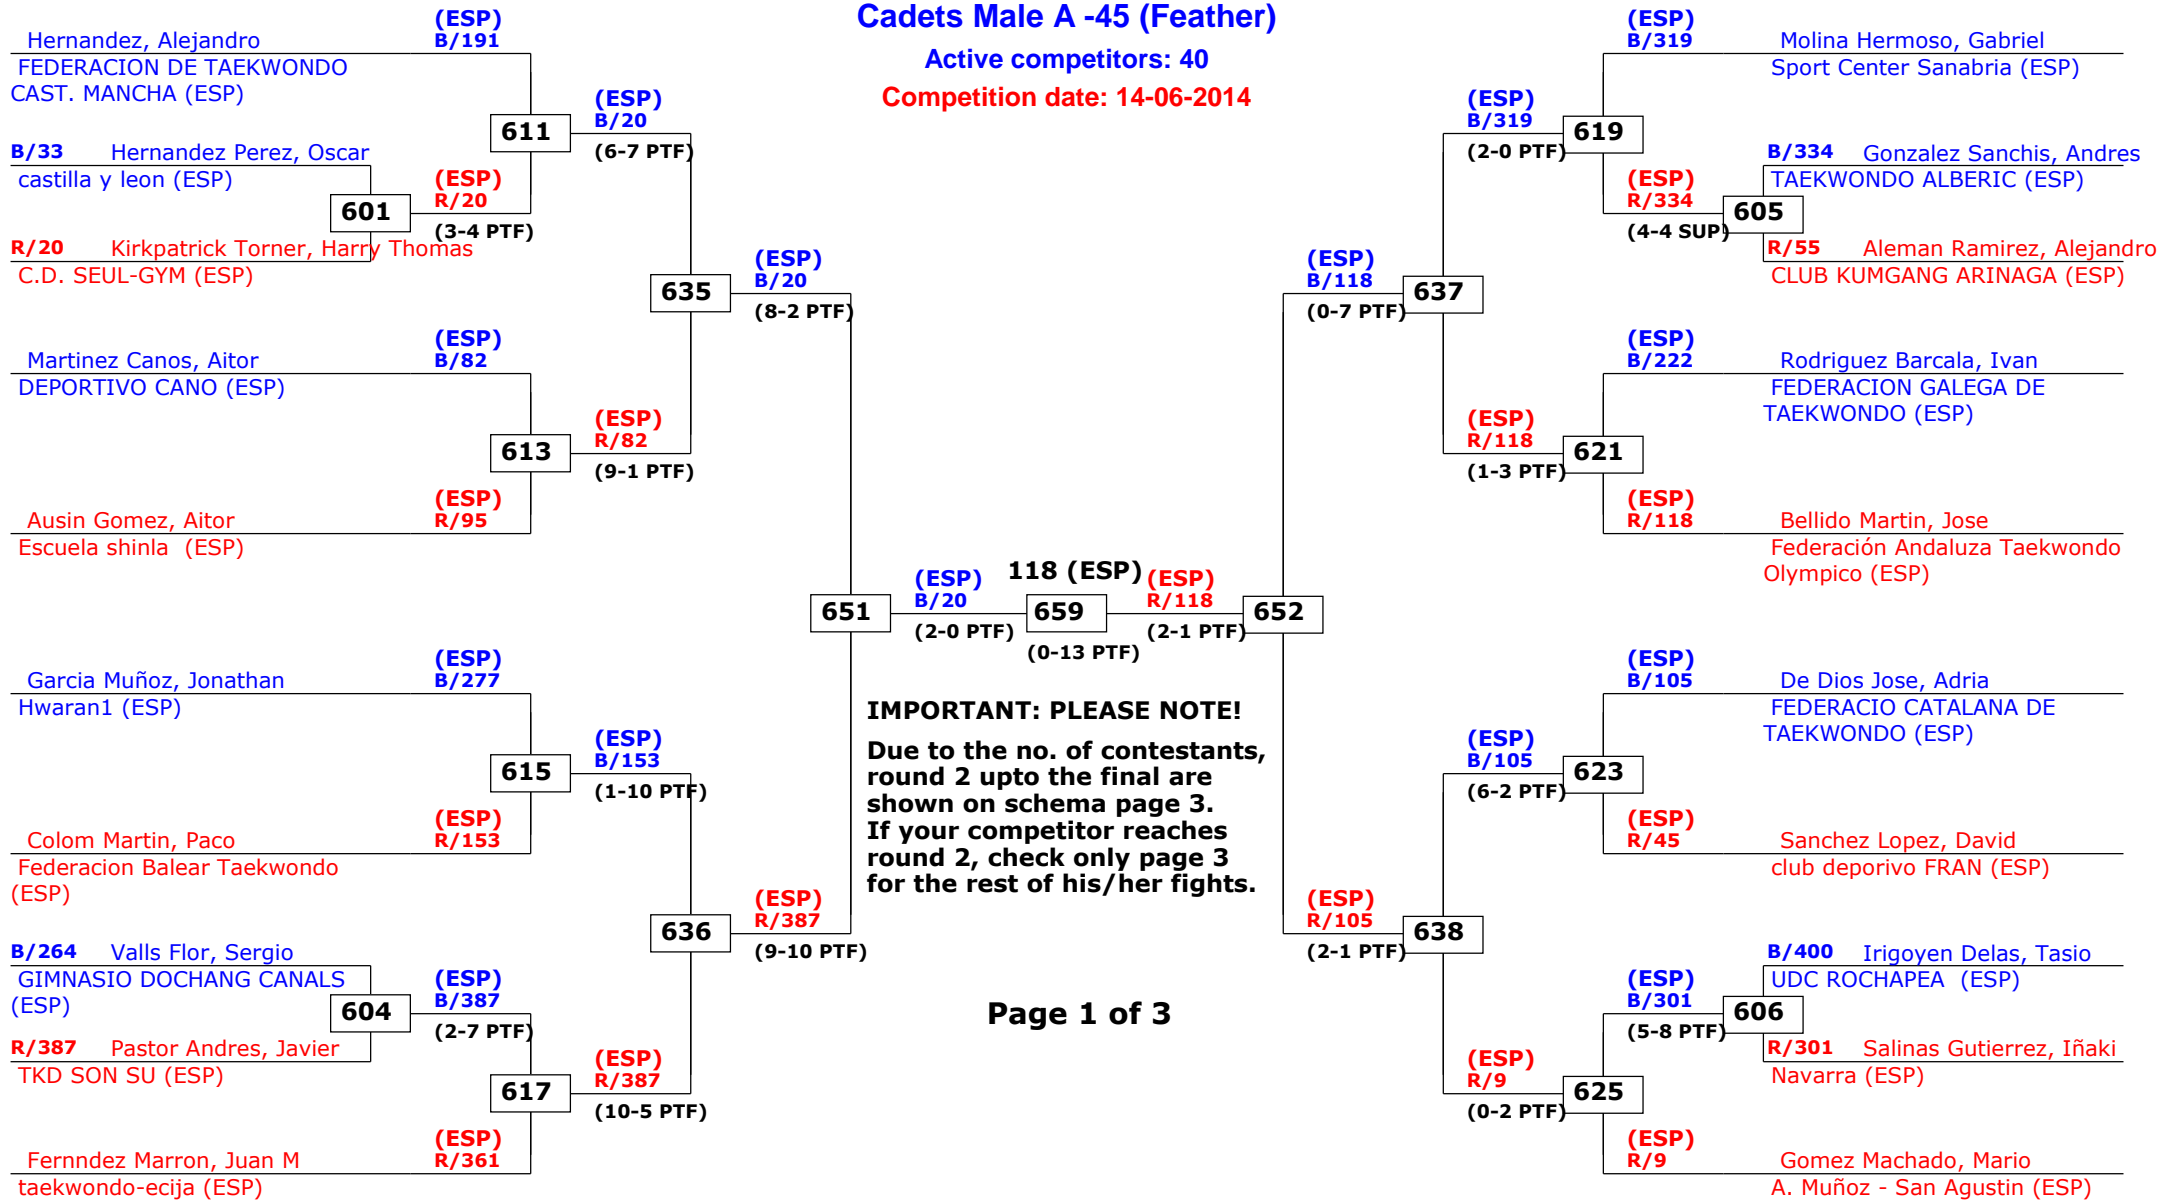 Cadets Male A -45 (Feather)
Active competitors: 40
Competition date: 14-06-2014
Hernandez, Alejandro
(ESP)
B/191
FEDERACION DE TAEKWONDO
CAST. MANCHA (ESP)
611
(ESP)
B/20
(6-7 PTF)
B/33 Hernandez Perez, Oscar
castilla y leon (ESP)
601
(ESP)
R/20
(3-4 PTF)
R/20 Kirkpatrick Torner, Harry Thomas
C.D. SEUL-GYM (ESP)
635
(ESP)
B/20
(8-2 PTF)
Martinez Canos, Aitor
(ESP)
B/82
DEPORTIVO CANO (ESP)
613
(ESP)
R/82
(9-1 PTF)
Ausin Gomez, Aitor
(ESP)
R/95
Escuela shinla (ESP)
651
(ESP)
B/20
(2-0 PTF)
118 (ESP)
659
(0-13 PTF)
(ESP)
R/118
(2-1 PTF)
652
Garcia Muñoz, Jonathan
(ESP)
B/277
Hwaran1 (ESP)
615
(ESP)
B/153
(1-10 PTF)
Colom Martin, Paco
(ESP)
R/153
Federacion Balear Taekwondo
(ESP)
636
(ESP)
R/387
(9-10 PTF)
B/264 Valls Flor, Sergio
GIMNASIO DOCHANG CANALS
(ESP)
604
(ESP)
B/387
(2-7 PTF)
R/387 Pastor Andres, Javier
TKD SON SU (ESP)
617
(ESP)
R/387
(10-5 PTF)
Fernndez Marron, Juan M
(ESP)
R/361
taekwondo-ecija (ESP)
IMPORTANT: PLEASE NOTE!
Due to the no. of contestants,
round 2 upto the final are
shown on schema page 3.
If your competitor reaches
round 2, check only page 3
for the rest of his/her fights.
Page 1 of 3
(ESP)
B/319
Molina Hermoso, Gabriel
Sport Center Sanabria (ESP)
(ESP)
B/319
(2-0 PTF)
619
B/334 Gonzalez Sanchis, Andres
TAEKWONDO ALBERIC (ESP)
(ESP)
R/334
(4-4 SUP)
605
R/55 Aleman Ramirez, Alejandro
CLUB KUMGANG ARINAGA (ESP)
(ESP)
B/118
(0-7 PTF)
637
(ESP)
B/222
Rodriguez Barcala, Ivan
FEDERACION GALEGA DE
TAEKWONDO (ESP)
(ESP)
R/118
(1-3 PTF)
621
(ESP)
R/118
Bellido Martin, Jose
Federación Andaluza Taekwondo
Olympico (ESP)
(ESP)
B/105
De Dios Jose, Adria
FEDERACIO CATALANA DE
TAEKWONDO (ESP)
(ESP)
B/105
(6-2 PTF)
623
(ESP)
R/45
Sanchez Lopez, David
club deporivo FRAN (ESP)
(ESP)
R/105
(2-1 PTF)
638
B/400 Irigoyen Delas, Tasio
UDC ROCHAPEA (ESP)
(ESP)
B/301
(5-8 PTF)
606
R/301 Salinas Gutierrez, Iñaki
Navarra (ESP)
(ESP)
R/9
(0-2 PTF)
625
(ESP)
R/9
Gomez Machado, Mario
A. Muñoz - San Agustin (ESP)